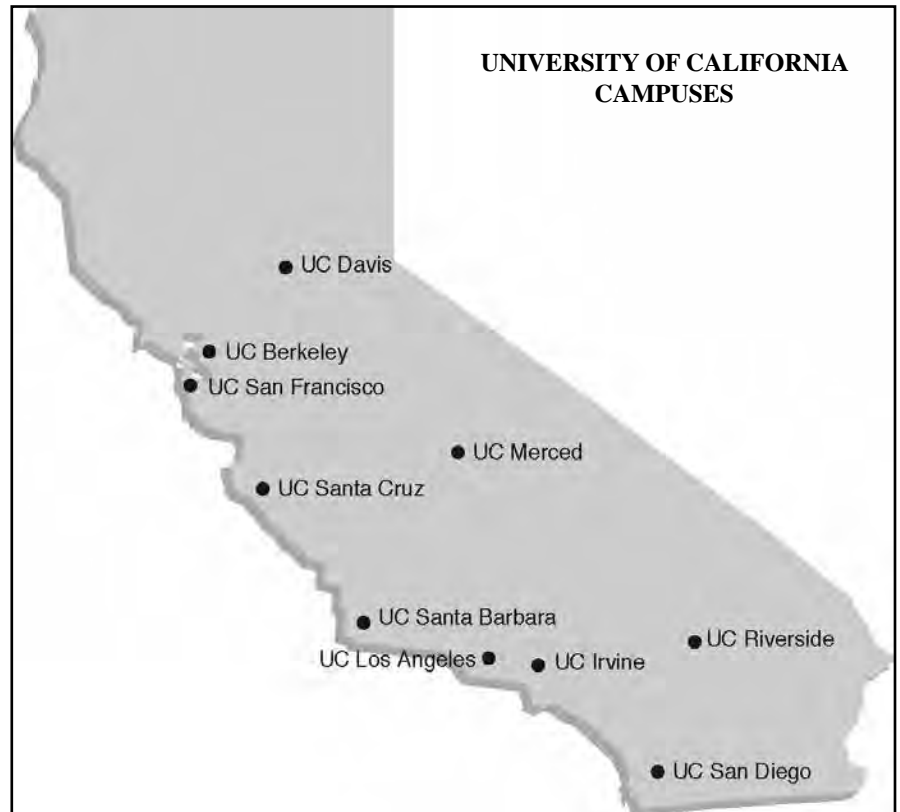 UNIVERSITY OF CALIFORNIA
CAMPUSES
UC Davis
UC Berkeley
UC San Francisco
UC Merced
UC Santa Cruz
UC Santa Barbara
UC Riverside
UC Los Angeles
UC Irvine
UC San Diego